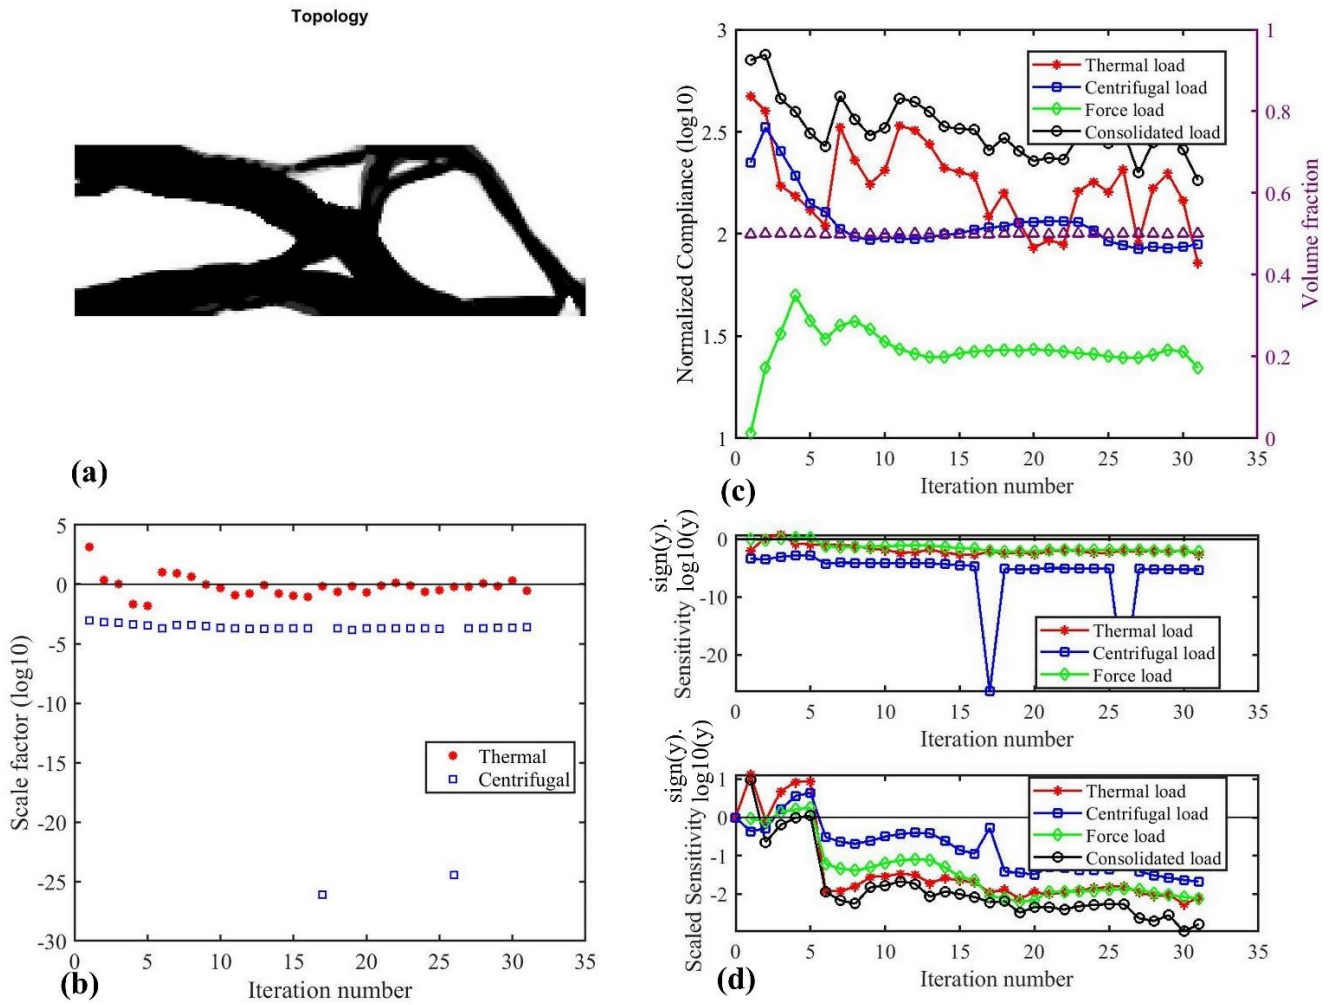 Topology
(a)
3
2.5
2
1.5
1
Normalized Compliance (log10)
0
5
10
15
20
25
30
35
Iteration number
1
0.8
0.6
0.4
0.2
0
Volume fraction
Thermal load
Centrifugal load
Force load
Consolidated load
(c)
5
0
-5
-10
-15
-20
-25
-30
Scale factor (log10)
0
5
10
15
20
25
30
35
Iteration number
Thermal
Centrifugal
(b)
sign(y).
Sensitivity log10(y)
0
-10
-20
0
5
10
15
20
25
30
35
Iteration number
Thermal load
Centrifugal load
Force load
sign(y).
Scaled Sensitivity log10(y)
1
0
-1
-2
0
5
10
15
20
25
30
35
Iteration number
Thermal load
Centrifugal load
Force load
Consolidated load
(d)